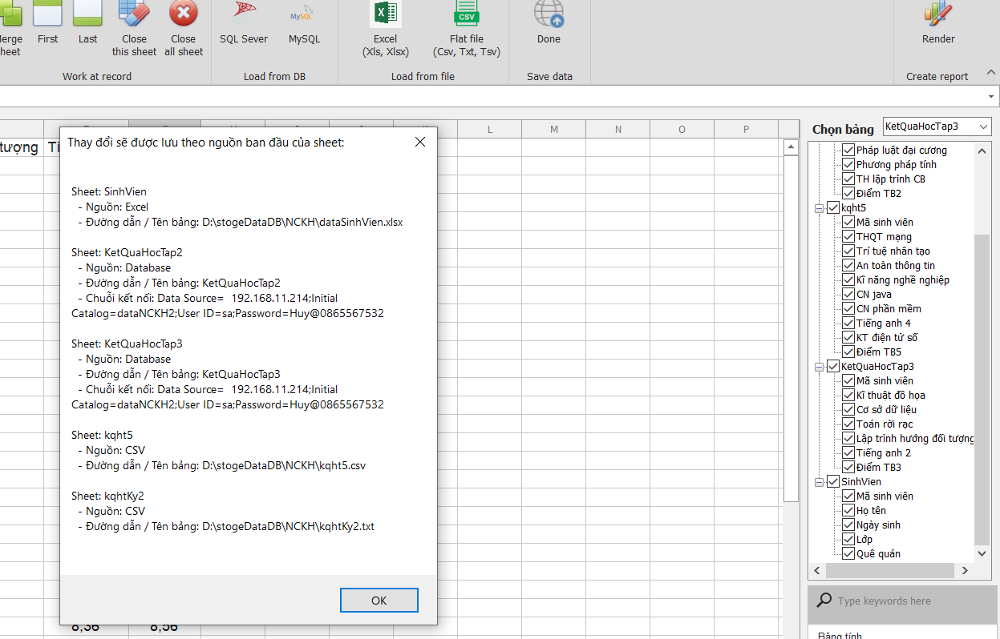 First
Last
Close
this sheet
Close
all sheet
SQL Sever
MySQL
MySQL
Excel
(Xls, Xlsx)
CSV
Flat file
(Csv, Txt, Tsv)
Done
Render
Work at record
Load from DB
Load from file
Save data
Create report
L M N O P
tượng
Thay đổi sẽ được lưu theo nguồn ban đầu của sheet:
Sheet: SinhVien
- Nguồn: Excel
- Đường dẫn / Tên bảng: D:\stogeDataDB\NCKH\dataSinhVien.xlsx
Sheet: KetQuaHocTap2
- Nguồn: Database
- Đường dẫn / Tên bảng: KetQuaHocTap2
- Chuỗi kết nối: Data Source= 192.168.11.214;Initial
Catalog=dataNCKH2;User ID=sa;Password=Huy@0865567532
Sheet: KetQuaHocTap3
- Nguồn: Database
- Đường dẫn / Tên bảng: KetQuaHocTap3
- Chuỗi kết nối: Data Source= 192.168.11.214;Initial
Catalog=dataNCKH2;User ID=sa;Password=Huy@0865567532
Sheet: kqht5
- Nguồn: CSV
- Đường dẫn / Tên bảng: D:\stogeDataDB\NCKH\kqht5.csv
Sheet: kqhtKy2
- Nguồn: CSV
- Đường dẫn / Tên bảng: D:\stogeDataDB\NCKH\kqhtKy2.txt
OK
8,36 8,56
Chọn bảng
KetQuaHocTap3
Pháp luật đại cương
Phương pháp tính
TH lập trình CB
Điểm TB2
kqht5
Mã sinh viên
THQT mạng
Trí tuệ nhân tạo
An toàn thông tin
Kĩ năng nghề nghiệp
CN java
CN phần mềm
Tiếng anh 4
KT điện tử số
Điểm TB5
KetQuaHocTap3
Mã sinh viên
Kĩ thuật đồ họa
Cơ sở dữ liệu
Toán rời rạc
Lập trình hướng đối tượng
Tiếng anh 2
Điểm TB3
SinhVien
Mã sinh viên
Họ tên
Ngày sinh
Lớp
Quê quán
Type keywords here
Bảng tính